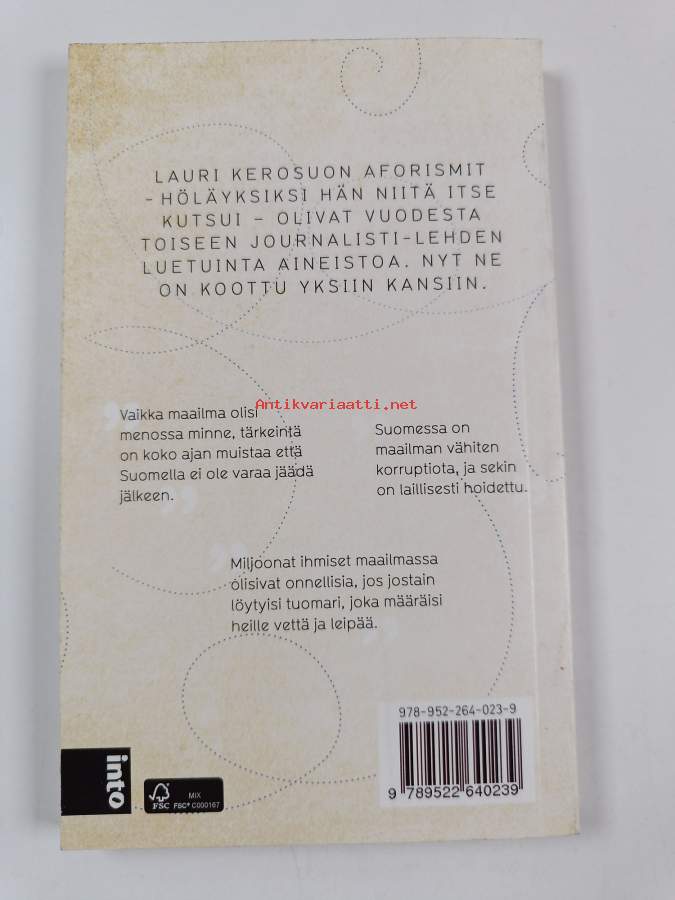 LAURI KEROSUON AFORISMIT
– HÖLÄYKSIKSI HÄN NIITÄ ITSE
KUTSUI – OLIVAT VUODESTA
TOISEEN JOURNALISTI-LEHDEN
LUETUINTA AINEISTOA. NYT NE
ON KOOTTU YKSIIN KANSIIN.
Antikvariaatti.net
"Vaikka maailma olisi
menossa minne, tärkeintä
on koko ajan muistaa että
Suomella ei ole varaa jäädä
jälkeen."
"Suomessa on
maailman vähiten
korruptiota, ja sekin
on laillisesti hoidettu."
"Miljoonat ihmiset maailmassa
olisivat onnellisia, jos jostain
löytyisi tuomari, joka määräisi
heille vettä ja leipää."
978-952-264-023-9
9 789522 640239
into
FSC
MIX
FSC® C000167